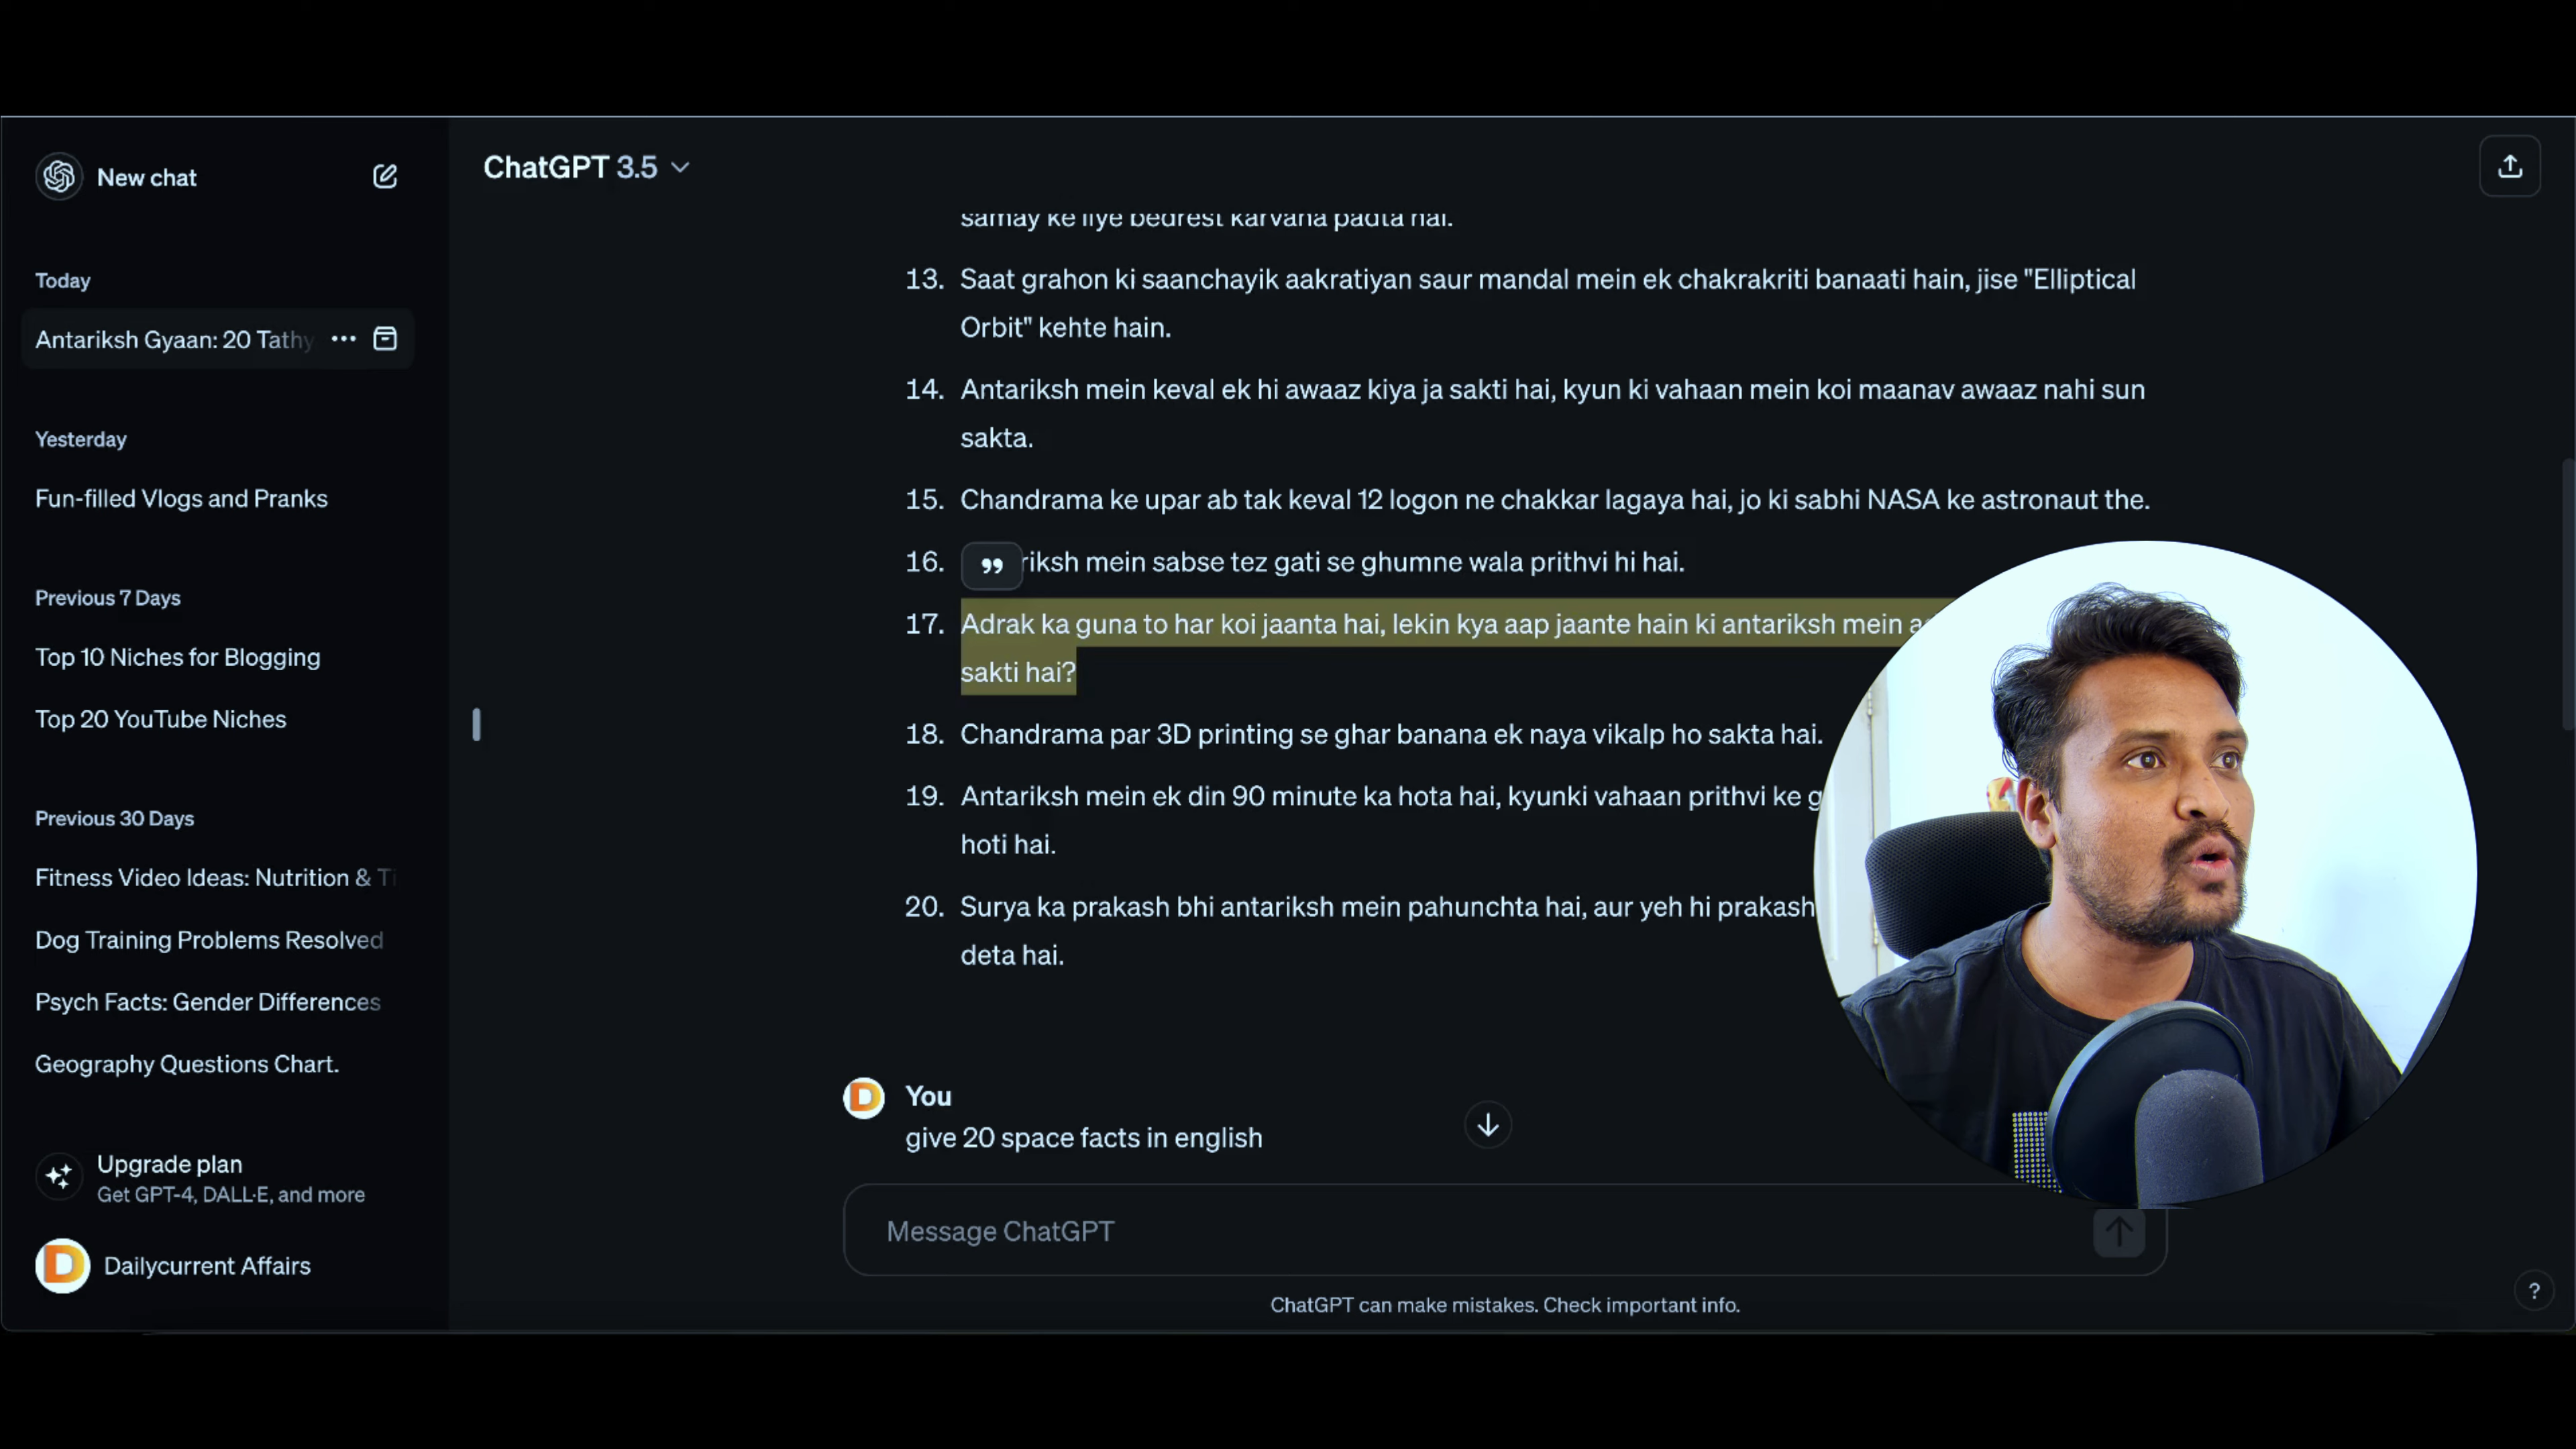 New chat
Today
Antariksh Gyaan: 20 Tathy
Yesterday
Fun-filled Vlogs and Pranks
Previous 7 Days
Top 10 Niches for Blogging
Top 20 YouTube Niches
Previous 30 Days
Fitness Video Ideas: Nutrition &
Dog Training Problems Resolved
Psych Facts: Gender Differences
Geography Questions Chart.
Upgrade plan
Get GPT-4, DALL·E, and more
D Dailycurrent Affairs
ChatGPT 3.5
samay ke liye bedrest karvana padta hai.
13. Saat grahon ki saanchayik aakratiyan saur mandal mein ek chakrakriti banaati hain, jise "Elliptical
Orbit" kehte hain.
14. Antariksh mein keval ek hi awaaz kiya ja sakti hai, kyun ki vahaan mein koi maanav awaaz nahi sun
sakta.
15. Chandrama ke upar ab tak keval 12 logon ne chakkar lagaya hai, jo ki sabhi NASA ke astronaut the.
16. riksh mein sabse tez gati se ghumne wala prithvi hi hai.
17. Adrak ka guna to har koi jaanta hai, lekin kya aap jaante hain ki antariksh mein
sakti hai?
18. Chandrama par 3D printing se ghar banana ek naya vikalp ho sakta hai.
19. Antariksh mein ek din 90 minute ka hota hai, kyunki vahaan prithvi ke
hoti hai.
20. Surya ka prakash bhi antariksh mein pahunchta hai, aur yeh hi prakash
deta hai.
D You
give 20 space facts in english
Message ChatGPT
ChatGPT can make mistakes. Check important info.
?